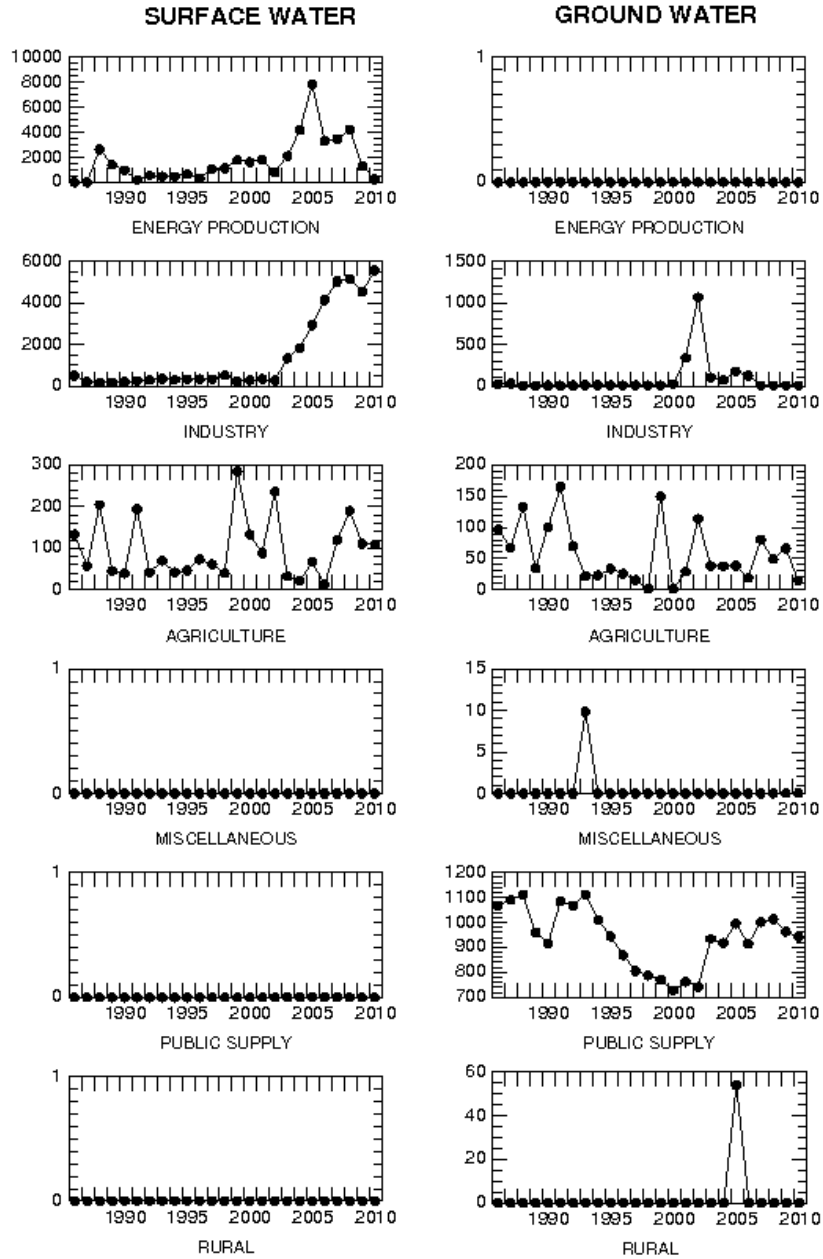 SURFACE WATER
10000
8000
6000
4000
2000
0
1990 1995 2000 2005 2010
ENERGY PRODUCTION
6000
4000
2000
0
1990 1995 2000 2005 2010
INDUSTRY
300
200
100
0
1990 1995 2000 2005 2010
AGRICULTURE
1
0
1990 1995 2000 2005 2010
MISCELLANEOUS
1
0
1990 1995 2000 2005 2010
PUBLIC SUPPLY
1
0
1990 1995 2000 2005 2010
RURAL
GROUND WATER
1
0
1990 1995 2000 2005 2010
ENERGY PRODUCTION
1500
1000
500
0
1990 1995 2000 2005 2010
INDUSTRY
200
150
100
50
0
1990 1995 2000 2005 2010
AGRICULTURE
15
10
5
0
1990 1995 2000 2005 2010
MISCELLANEOUS
1200
1100
1000
900
800
700
1990 1995 2000 2005 2010
PUBLIC SUPPLY
60
40
20
0
1990 1995 2000 2005 2010
RURAL